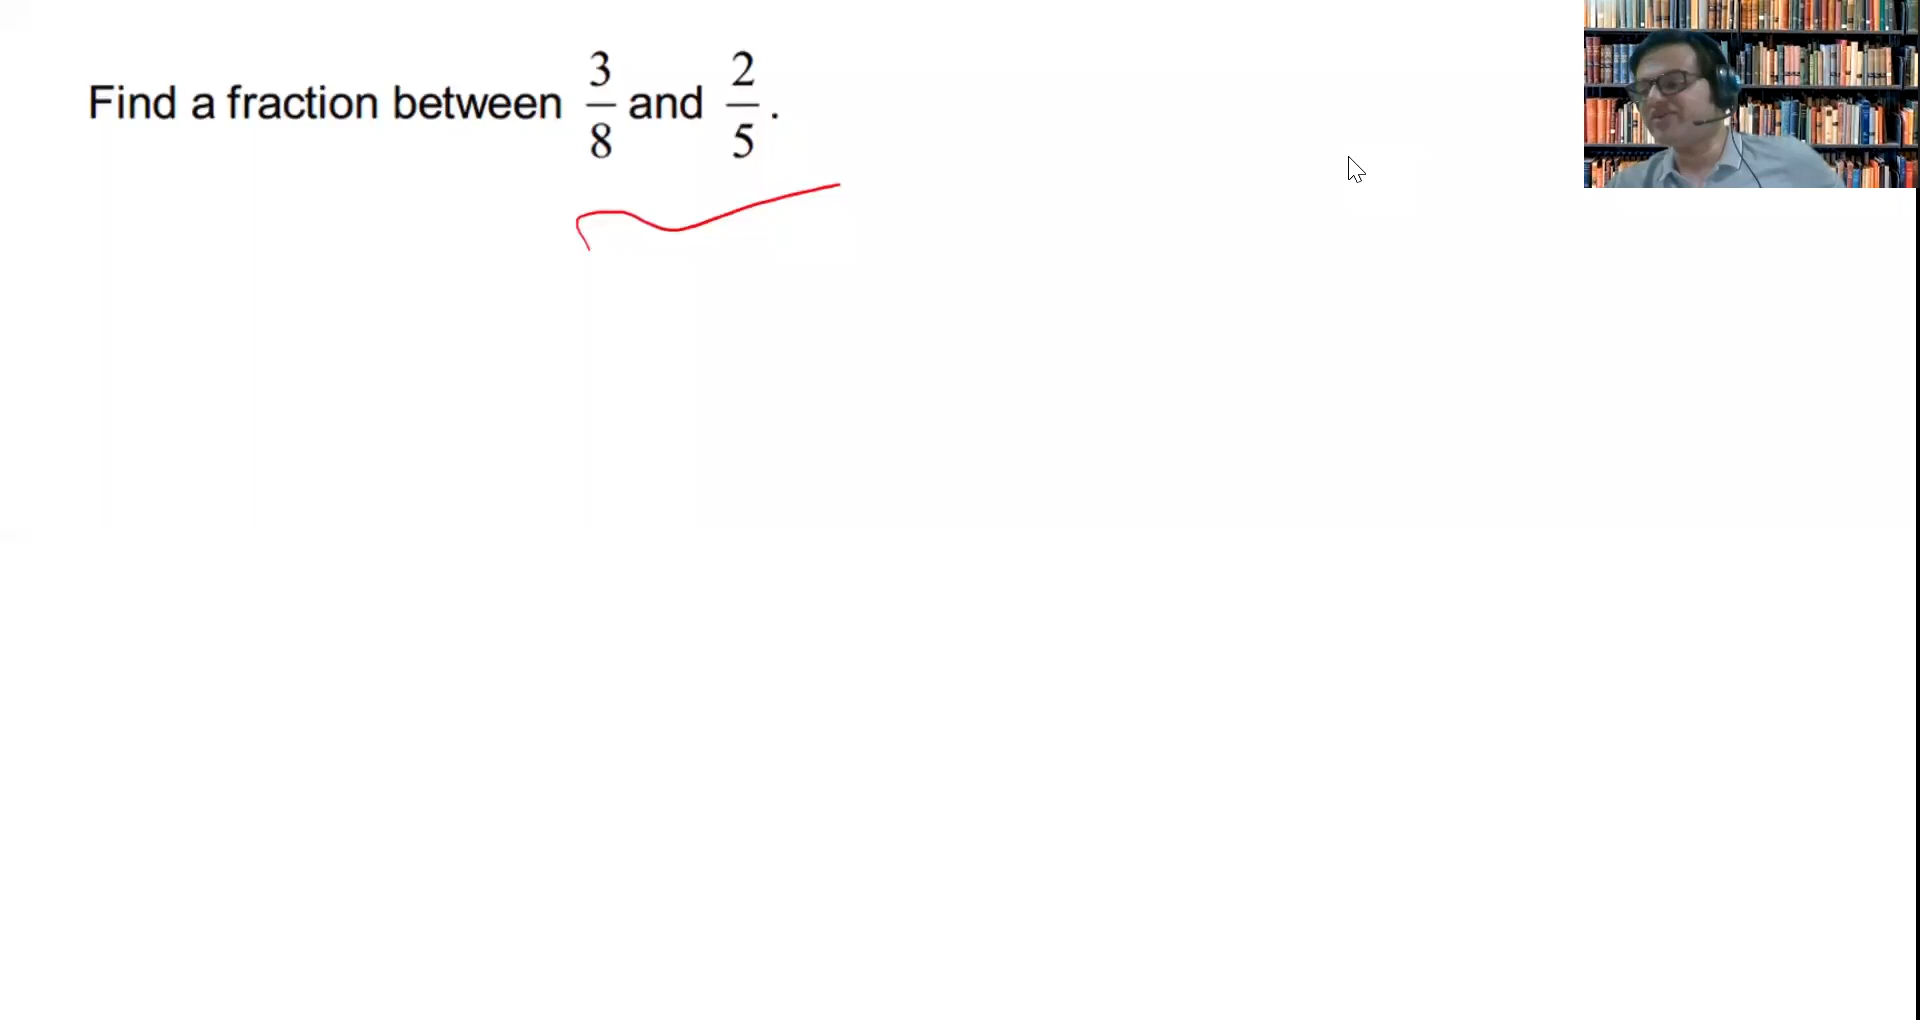 Find a fraction between 3/8 and 2/5.